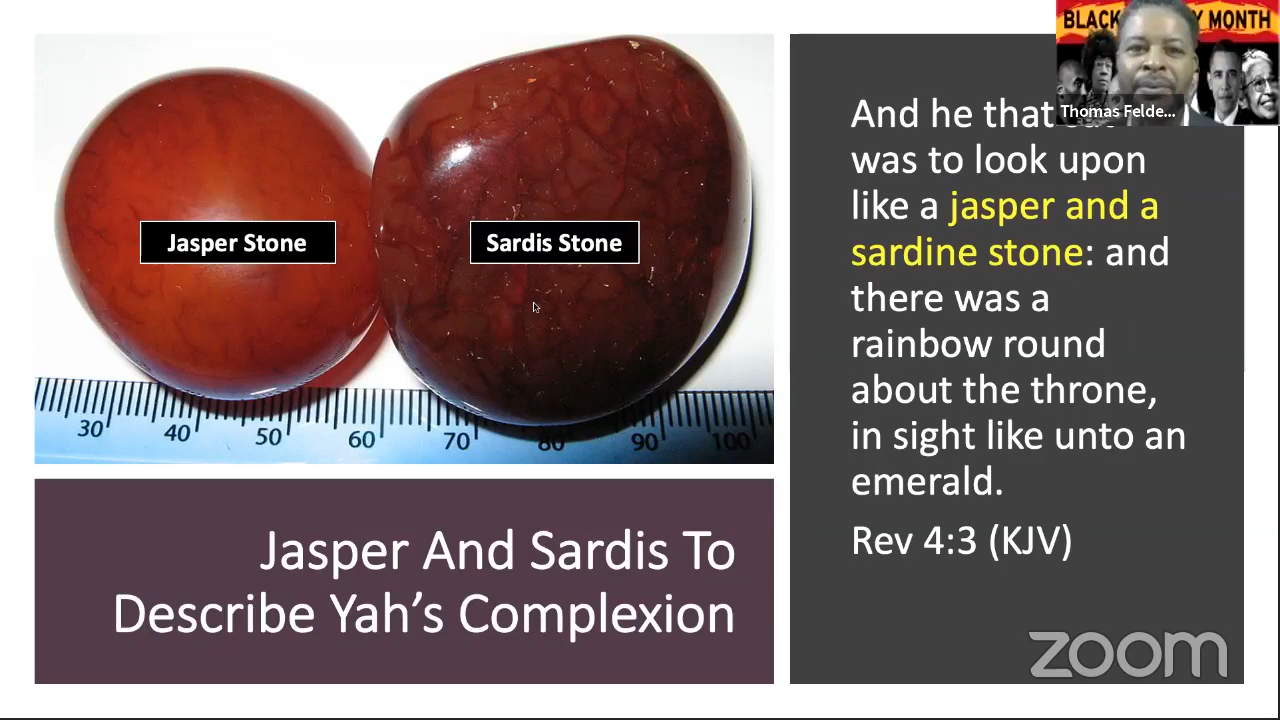 BLACK
Y MONTH
Thomas Felde...
Jasper Stone
Sardis Stone
30 40 50 60 70 80 90 100
Jasper And Sardis To
Describe Yah's Complexion
And he that
was to look upon
like a jasper and a
sardine stone: and
there was a
rainbow round
about the throne,
in sight like unto an
emerald.
Rev 4:3 (KJV)
zoom